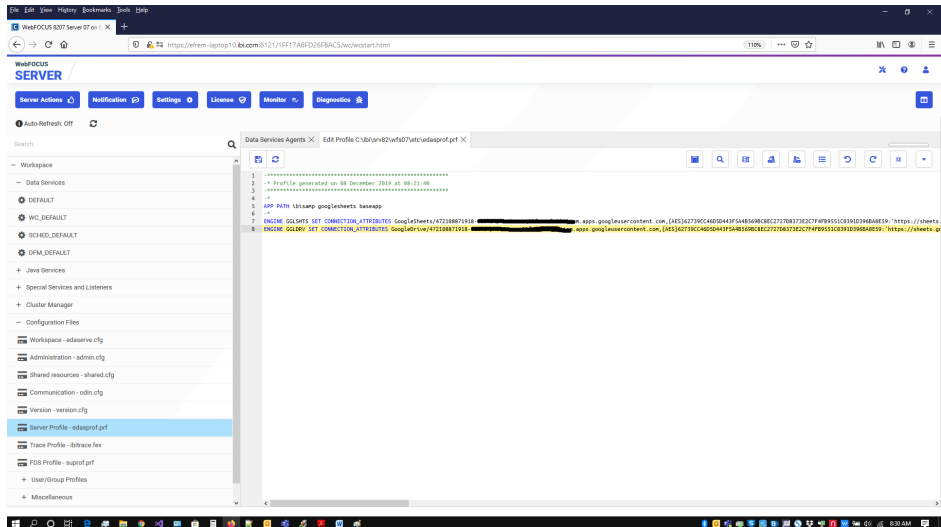 File Edit View History Bookmarks Tools Help
WebFOCUS 8207 Server 07 on
https://efrem-laptop10.ibi.com:8121/1FF17A8FD26FBAC5/wc/wcstart.html
110%
WebFOCUS
SERVER
Server Actions Notification Settings License Monitor Diagnostics
Auto-Refresh: Off
Search
Data Services Agents Edit Profile C:\ibi\srv82\wfs07\etc\edasprof.prf
Workspace
Data Services
DEFAULT
WC_DEFAULT
SCHED_DEFAULT
DFM_DEFAULT
Java Services
Special Services and Listeners
Cluster Manager
Configuration Files
Workspace - edaserve.cfg
Administration - admin.cfg
Shared resources - shared.cfg
Communication - odin.cfg
Version - version.cfg
Server Profile - edasprof.prf
Trace Profile - ibitrace.fex
FDS Profile - suprof.prf
User/Group Profiles
Miscellaneous
1
2 -* Profile generated on 08 December 2019 at 08:21:40
3
4 -*
5 APP PATH ibisamp googlesheets baseapp
6 -*
7 ENGINE GGLSHTS SET CONNECTION_ATTRIBUTES GoogleSheets/472108871918-
8 ENGINE GGLDRV SET CONNECTION_ATTRIBUTES GoogleDrive/472108871918- .apps.googleusercontent.com,
8:30 AM